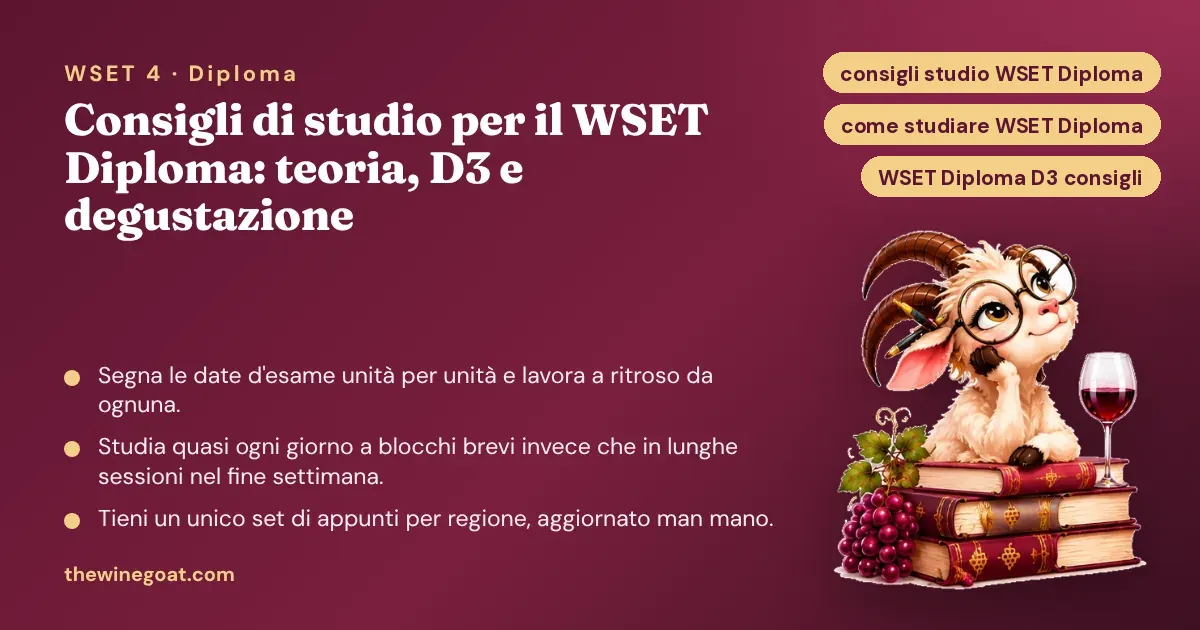 WSET 4 · Diploma
Consigli di studio per il WSET
Diploma: teoria, D3 e
degustazione
consigli studio WSET Diploma
come studiare WSET Diploma
WSET Diploma D3 consigli
Segna le date d'esame unità per unità e lavora a ritroso da
ognuna.
Studia quasi ogni giorno a blocchi brevi invece che in lunghe
sessioni nel fine settimana.
Tieni un unico set di appunti per regione, aggiornato man mano.
thewinegoat.com